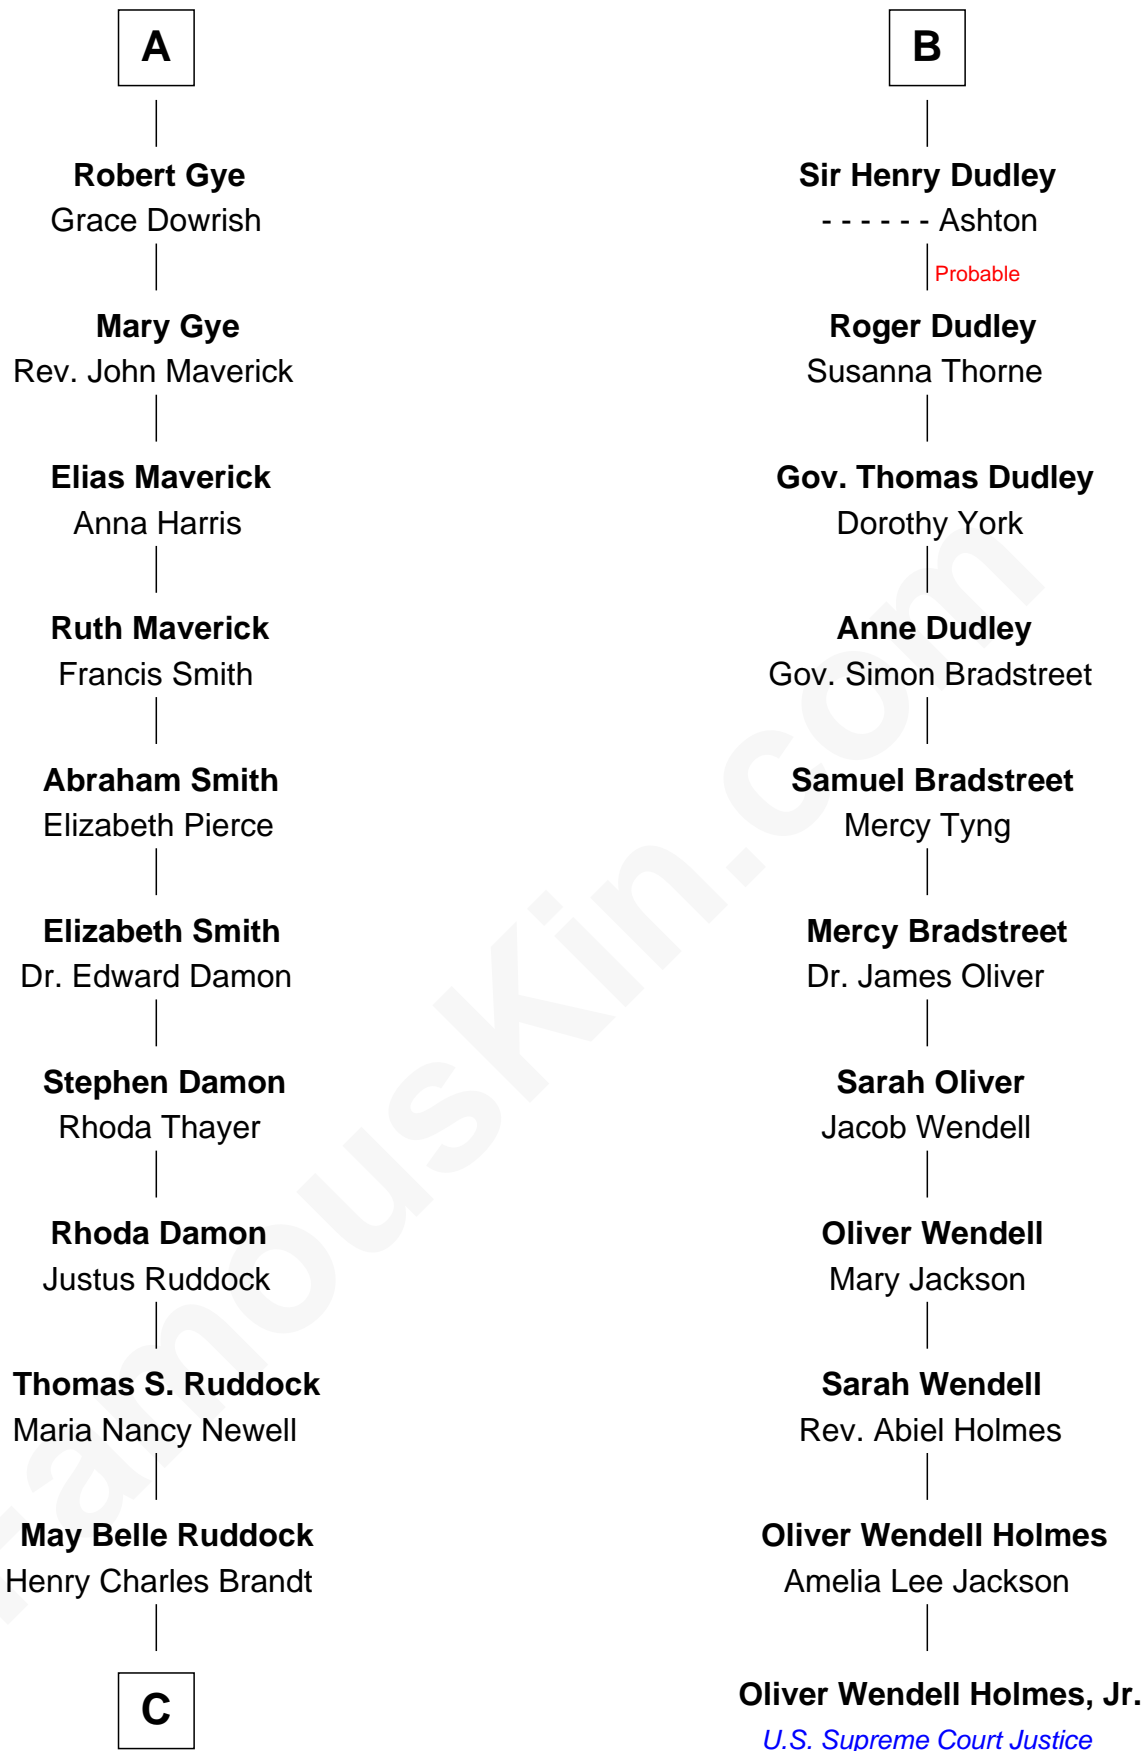 A
Robert Gye
Grace Dowrish
Mary Gye
Rev. John Maverick
Elias Maverick
Anna Harris
Ruth Maverick
Francis Smith
Abraham Smith
Elizabeth Pierce
Elizabeth Smith
Dr. Edward Damon
Stephen Damon
Rhoda Thayer
Rhoda Damon
Justus Ruddock
Thomas S. Ruddock
Maria Nancy Newell
May Belle Ruddock
Henry Charles Brandt
C
B
Sir Henry Dudley
- - - - - - Ashton
Probable
Roger Dudley
Susanna Thorne
Gov. Thomas Dudley
Dorothy York
Anne Dudley
Gov. Simon Bradstreet
Samuel Bradstreet
Mercy Tyng
Mercy Bradstreet
Dr. James Oliver
Sarah Oliver
Jacob Wendell
Oliver Wendell
Mary Jackson
Sarah Wendell
Rev. Abiel Holmes
Oliver Wendell Holmes
Amelia Lee Jackson
Oliver Wendell Holmes, Jr.
U.S. Supreme Court Justice
FamousKin.com